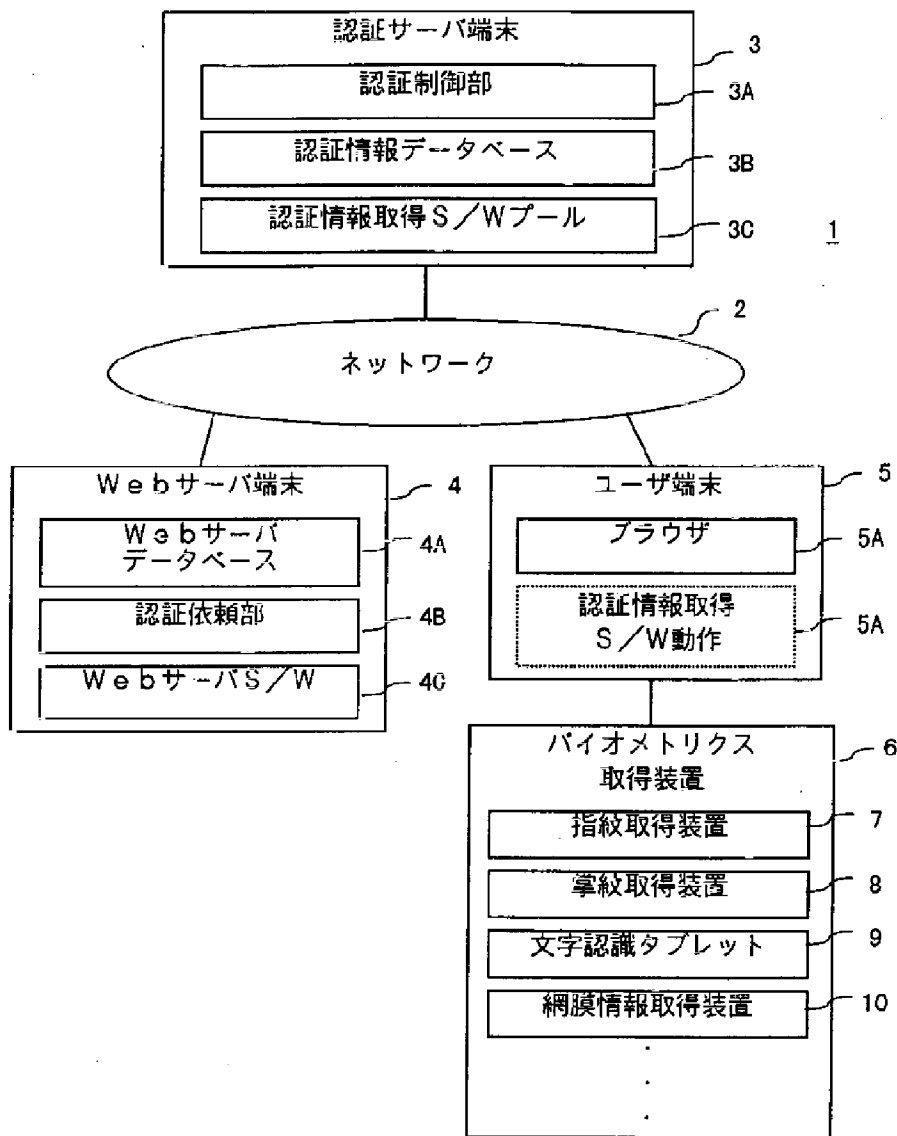 認証サーバ端末
3
認証制御部
3A
認証情報データベース
3B
認証情報取得S／Wプール
3C
1
2
ネットワーク
Webサーバ端末
4
Webサーバ
データベース
4A
認証依頼部
4B
WebサーバS／W
4C
ユーザ端末
5
ブラウザ
5A
認証情報取得
S／W動作
5A
バイオメトリクス
取得装置
6
指紋取得装置
7
掌紋取得装置
8
文字認識タブレット
9
網膜情報取得装置
10